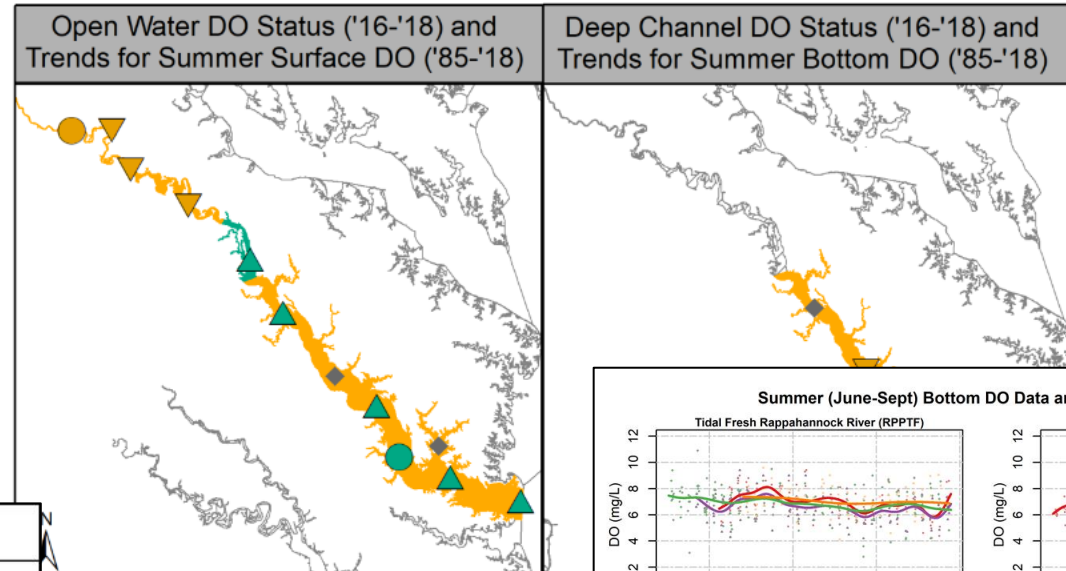 Open Water DO Status ('16-'18) and
Trends for Summer Surface DO ('85-'18)
Deep Channel DO Status ('16-'18) and
Trends for Summer Bottom DO ('85-'18)
N
Summer (June-Sept) Bottom DO Data
Tidal Fresh Rappahannock River (RPPTF)
DO (mg/L)
12
10
8
6
4
2
DO (mg/L)
12
10
8
6
4
2